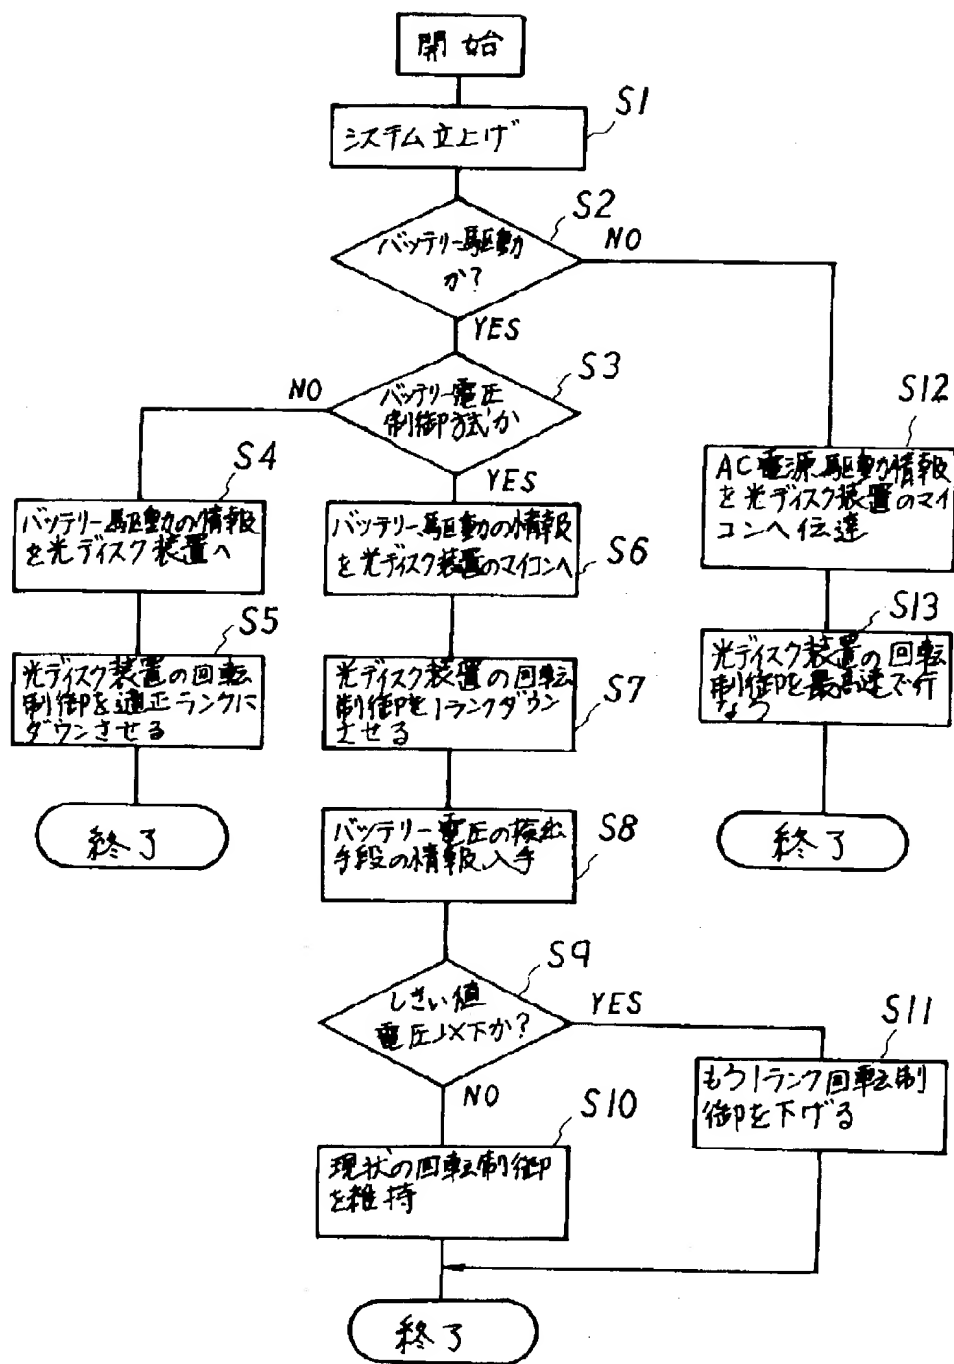 開始
S1
システム立上げ
S2
バッテリー駆動
か?
NO
YES
S3
バッテリー電圧
制御方式か
NO
YES
S4
バッテリー駆動の情報
を光ディスク装置へ
S5
光ディスク装置の回転
制御を適正ランクに
ダウンさせる
終了
S6
バッテリー駆動の情報
を光ディスク装置のマイコンへ
S7
光ディスク装置の回転
制御を1ランクダウン
させる
S8
バッテリー電圧の検出
手段の情報入手
S9
しきい値
電圧以下か?
YES
NO
S10
現状の回転制御
を維持
S11
もう1ランク回転制
御を下げる
終了
S12
AC電源駆動情報
を光ディスク装置のマイ
コンへ伝達
S13
光ディスク装置の回転
制御を最高速で行
なう
終了